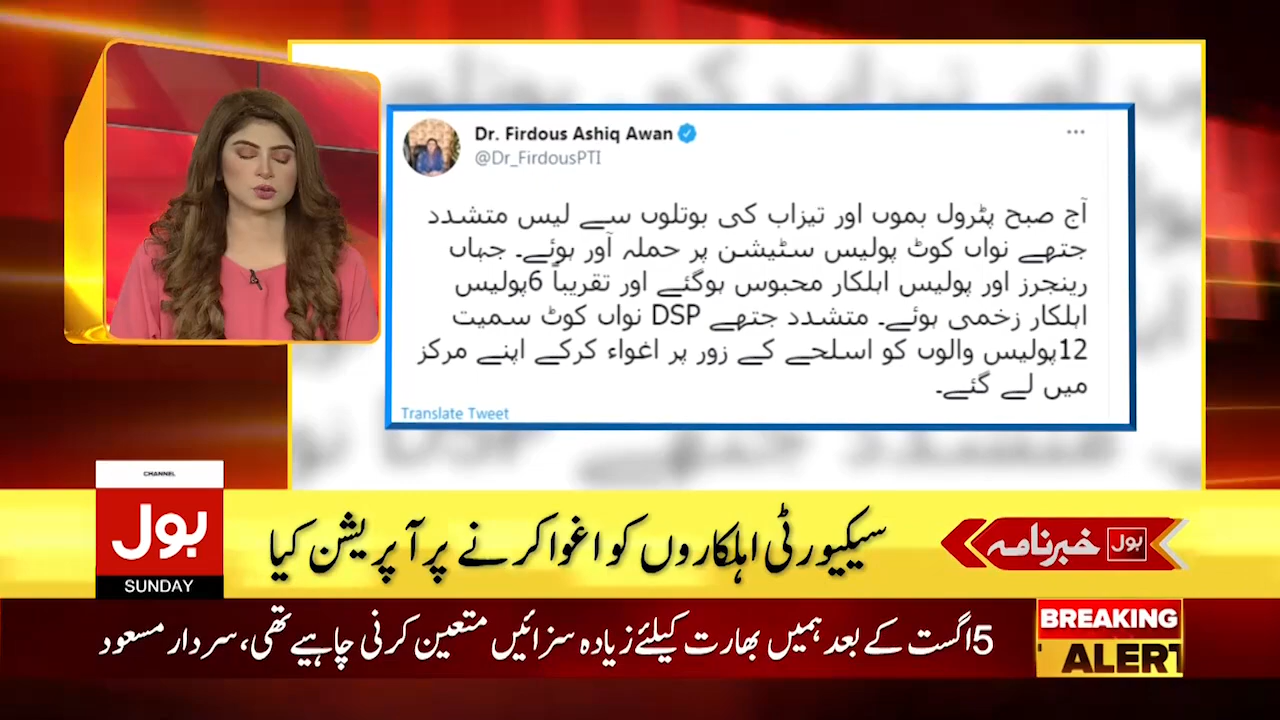 Dr. Firdous Ashiq Awan
@Dr_FirdousPTI
آج صبح پٹرول بموں اور تیزاب کی بوتلوں سے لیس متشدد
جتھے نواں کوٹ پولیس سٹیشن پر حملہ آور ہوئے۔ جہاں
رینجرز اور پولیس اہلکار محبوس ہوگئے اور تقریباً 6پولیس
اہلکار زخمی ہوئے۔ متشدد جتھے DSP نواں کوٹ سمیت
12پولیس والوں کو اسلحے کے زور پر اغواء کرکے اپنے مرکز
میں لے گئے۔
Translate Tweet
CHANNEL
بول
SUNDAY
سیکیورٹی اہلکاروں کو اغوا کرنے پر آپریشن کیا
بول خبرنامہ
5اگست کے بعد ہمیں بھارت کیلئے زیادہ سزائیں متعین کرنی چاہیے تھی، سردار مسعود
BREAKING
ALERT